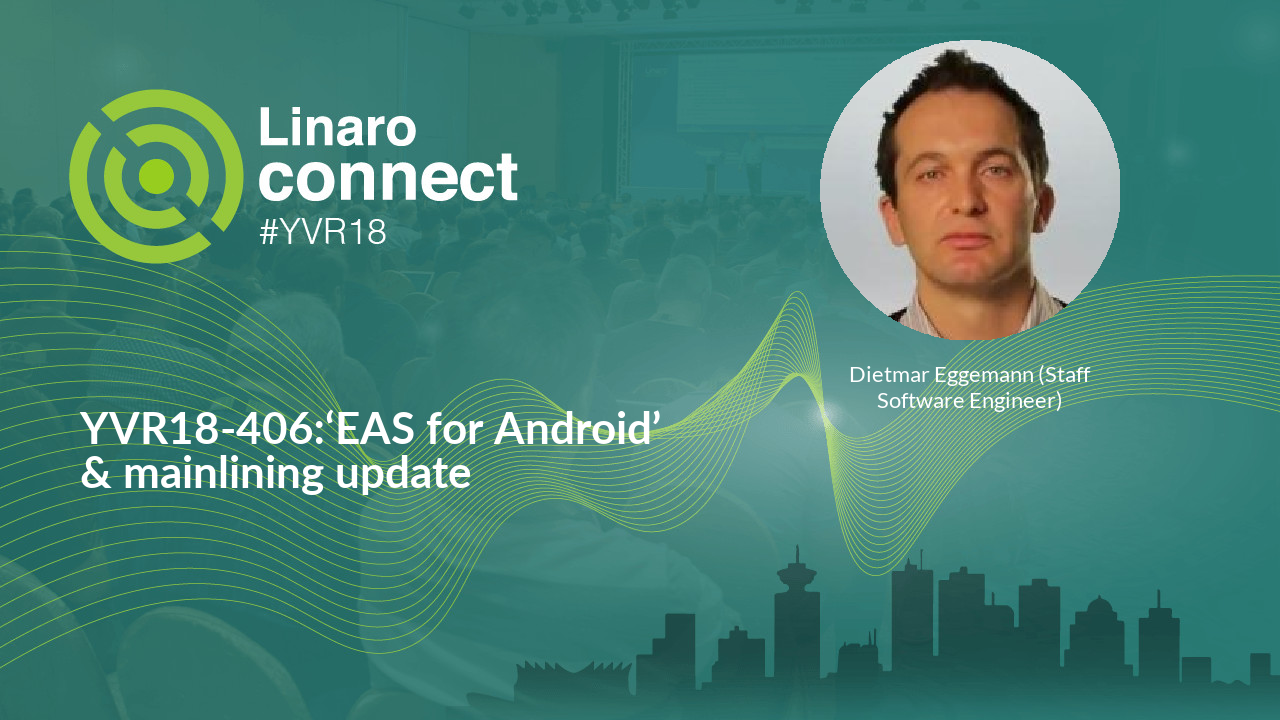 Linaro
connect
#YVR18
Dietmar Eggemann (Staff
Software Engineer)
YVR18-406:‘EAS for Android’
& mainlining update